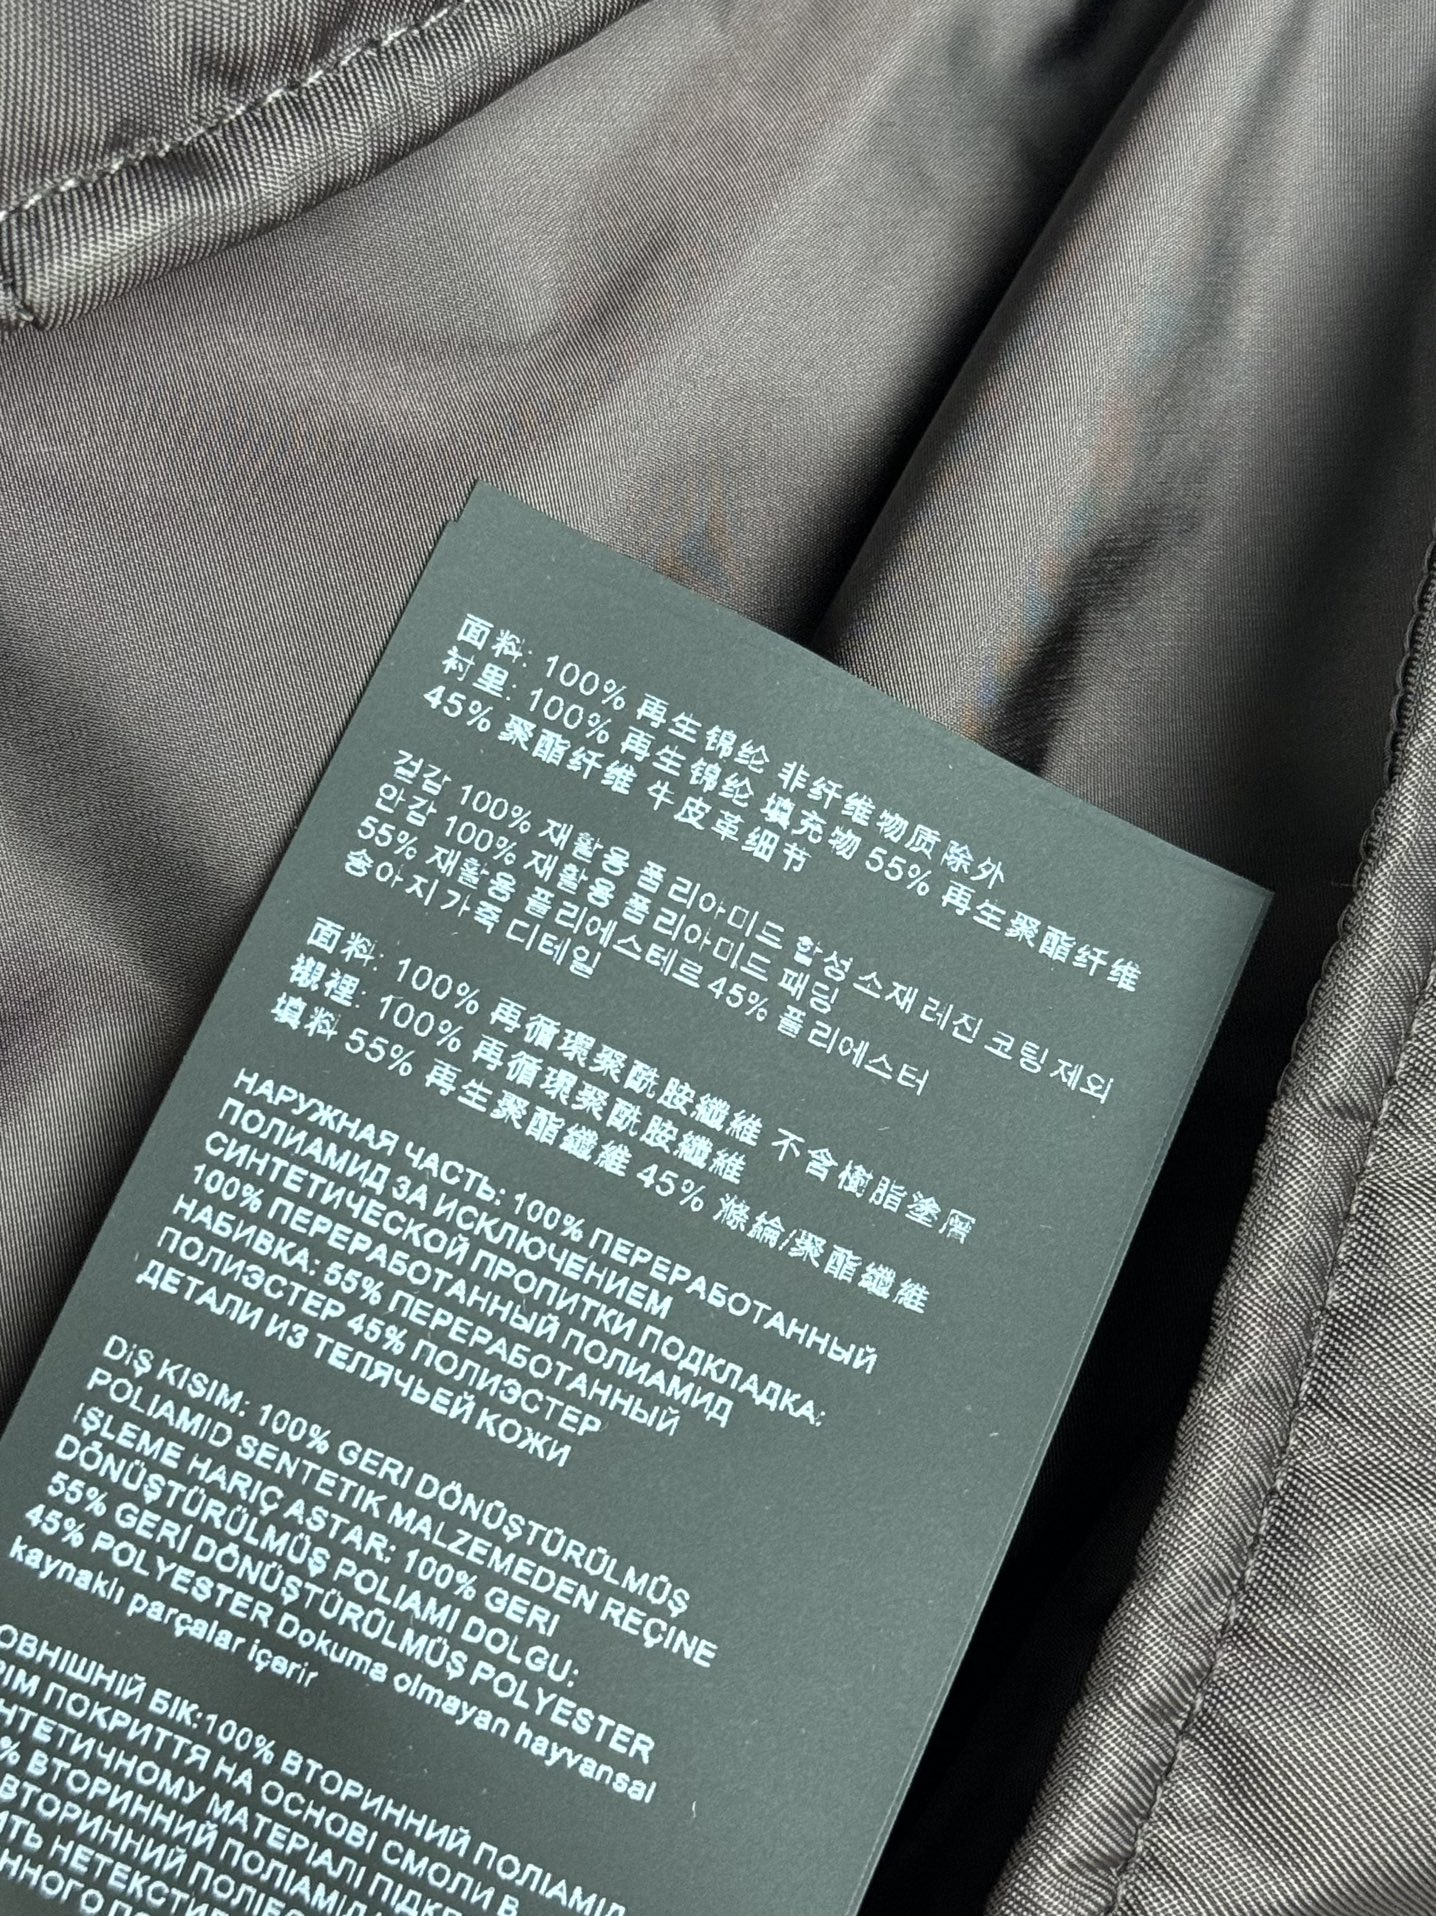 面料: 100% 再生锦纶 非纤维物质除外
衬里: 100% 再生锦纶 填充物 55% 再生聚酯纤维
45% 聚酯纤维 牛皮革细节
겉감 100% 재활용 폴리아미드 합성 소재 레진 코팅 제외
안감 100% 재활용 폴리아미드 패딩
55% 재활용 폴리에스테르 45% 폴리에스터
송아지 가죽 디테일
面料: 100% 再循環聚酰胺纖維 不含樹脂塗層
襯裡: 100% 再循環聚酰胺纖維
填料 55% 再生聚酯纖維 45% 滌綸/聚酯纖維
НАРУЖНАЯ ЧАСТЬ: 100% ПЕРЕРАБОТАННЫЙ
ПОЛИАМИД ЗА ИСКЛЮЧЕНИЕМ
СИНТЕТИЧЕСКОЙ ПРОПИТКИ ПОДКЛАДКА:
100% ПЕРЕРАБОТАННЫЙ ПОЛИАМИД
НАБИВКА: 55% ПЕРЕРАБОТАННЫЙ
ПОЛИЭСТЕР 45% ПОЛИЭСТЕР
ДЕТАЛИ ИЗ ТЕЛЯЧЬЕЙ КОЖИ
DIŞ KISIM: 100% GERI DÖNÜŞTÜRÜLMÜŞ
POLIAMID SENTETIK MALZEMEDEN REÇINE
IŞLEME HARIÇ ASTAR: 100% GERI
DÖNÜŞTÜRÜLMÜŞ POLIAMI DOLGU:
55% GERİ DÖNÜŞTÜRÜLMÜŞ POLYESTER
45% POLYESTER Dokuma olmayan hayvansal
kaynaklı parçalar içerir
БІК:100% ВТОРИННИЙ ПОЛІАМІД
ПОКРИТТЯ НА ОСНОВІ СМОЛИ В
МАТЕРІАЛІ
% ВТОРИННИЙ ПОЛІАМІД
ВТОРИННИЙ